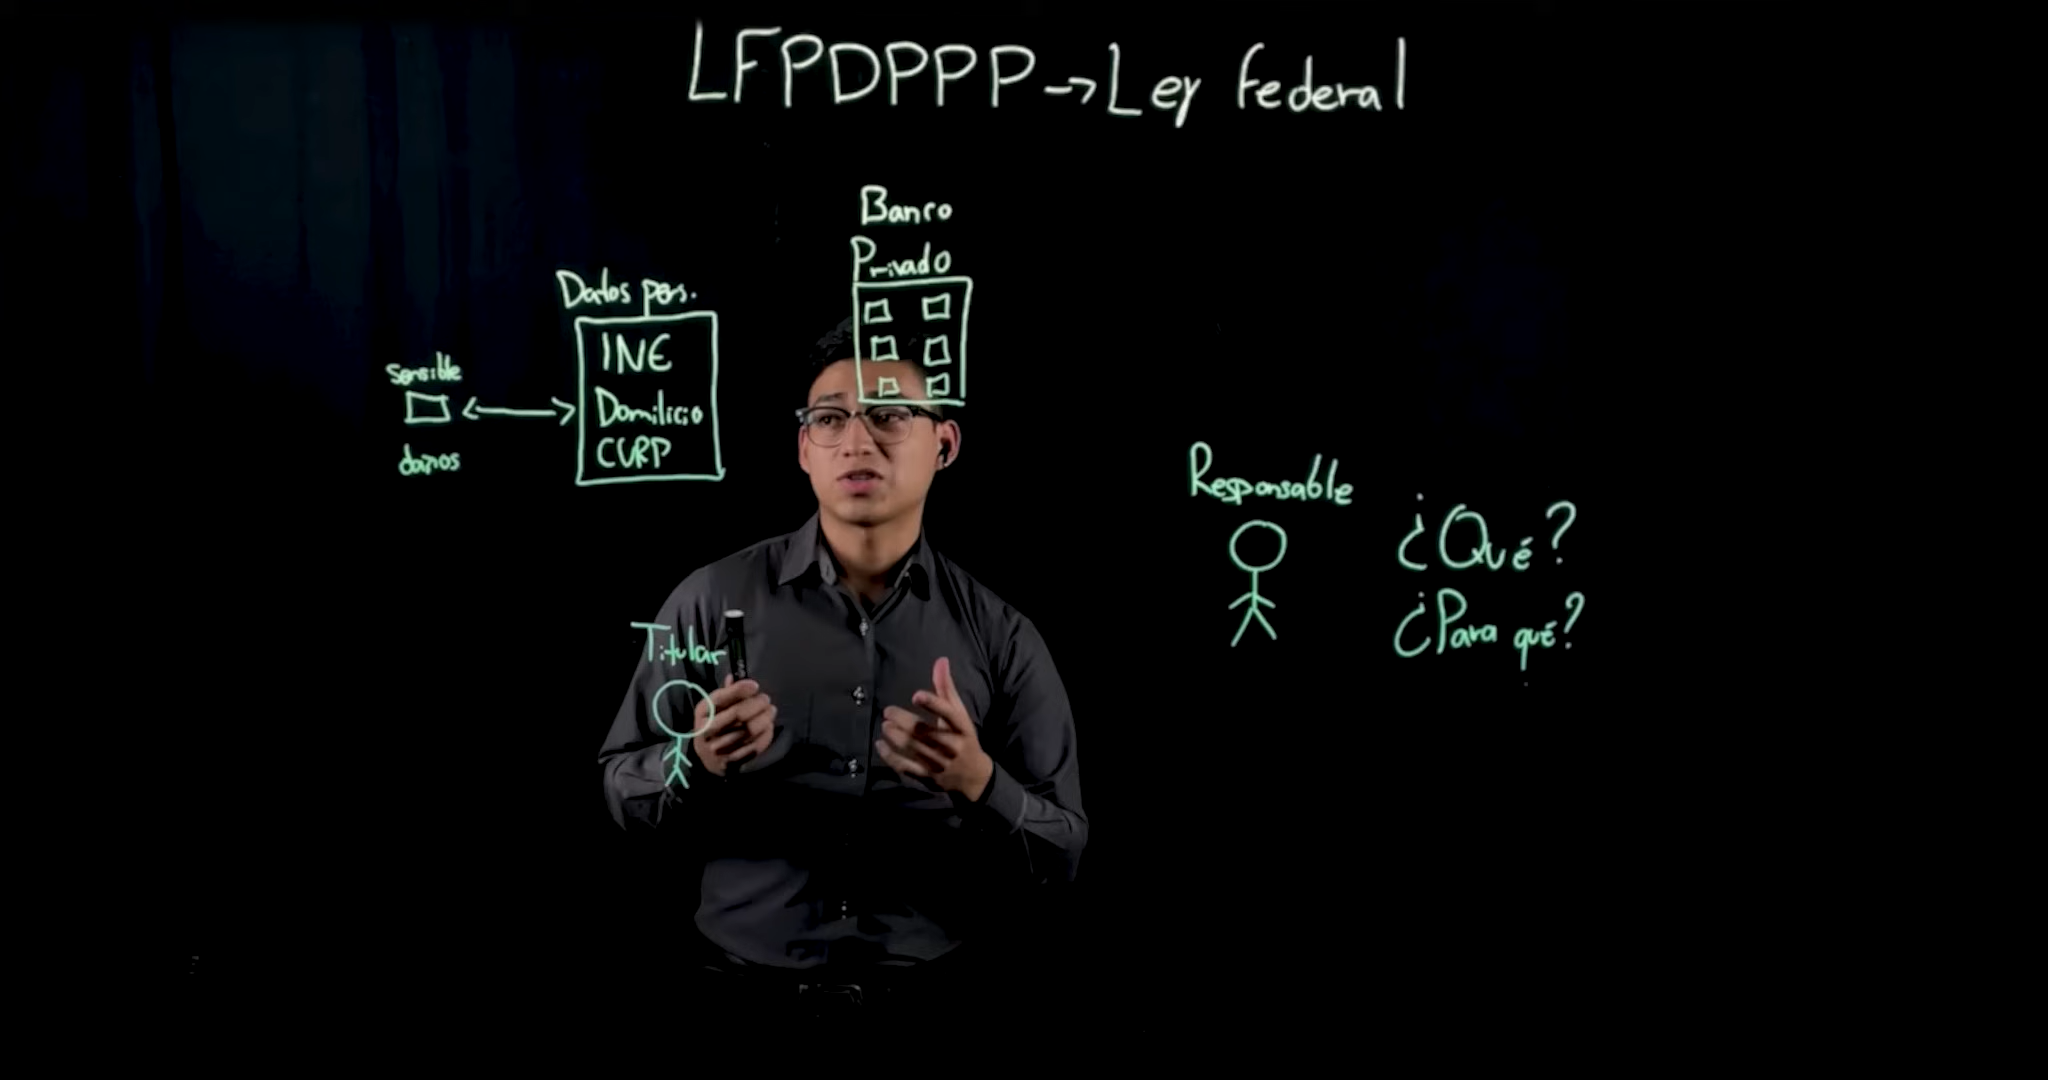 LFPDPPP → Ley Federal
Banco
Privado
Datos pers.
INE
Domilicio
CURP
Sensible
daños
Titular
Responsable
¿Qué?
¿Para qué?